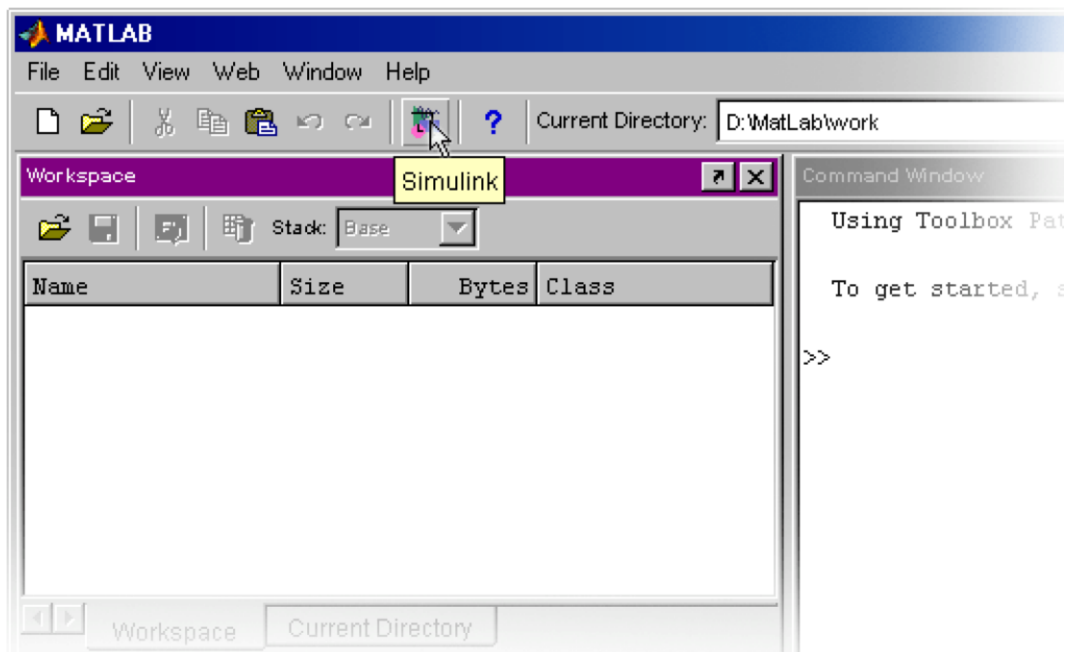 MATLAB
File Edit View Web Window Help
? Current Directory: D:\MatLab\work
Simulink
Workspace
Stack: Base
Name Size Bytes Class
Workspace Current Directory
Command Window
Using Toolbox
To get started,
>>